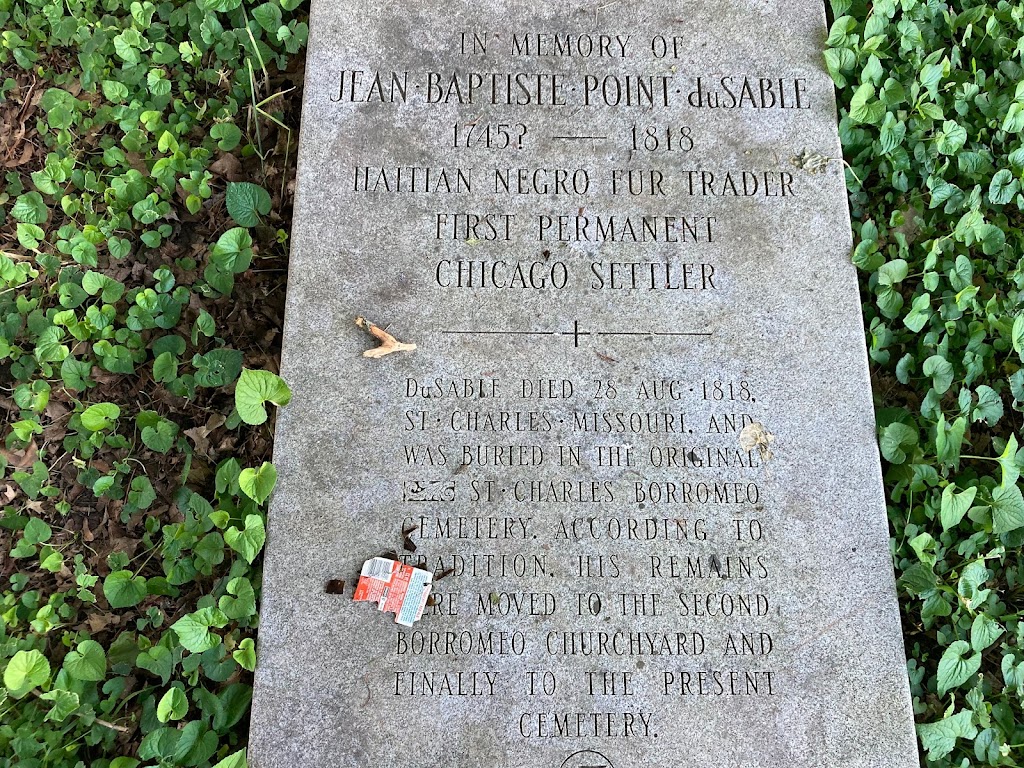 IN MEMORY OF
JEAN·BAPTISTE·POINT·duSABLE
1745? — 1818
HAITIAN NEGRO FUR TRADER
FIRST PERMANENT
CHICAGO SETTLER
DuSABLE DIED 28 AUG·1818,
ST·CHARLES·MISSOURI, AND
WAS BURIED IN THE ORIGINAL
ST·CHARLES BORROMEO
CEMETERY. ACCORDING TO
TRADITION, HIS REMAINS
MOVED TO THE SECOND
BORROMEO CHURCHYARD AND
FINALLY TO THE PRESENT
CEMETERY.